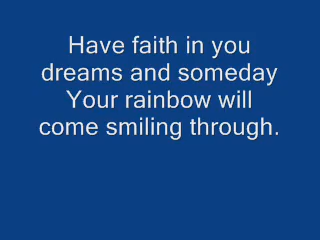 Have faith in you
dreams and someday
Your rainbow will
come smiling through.